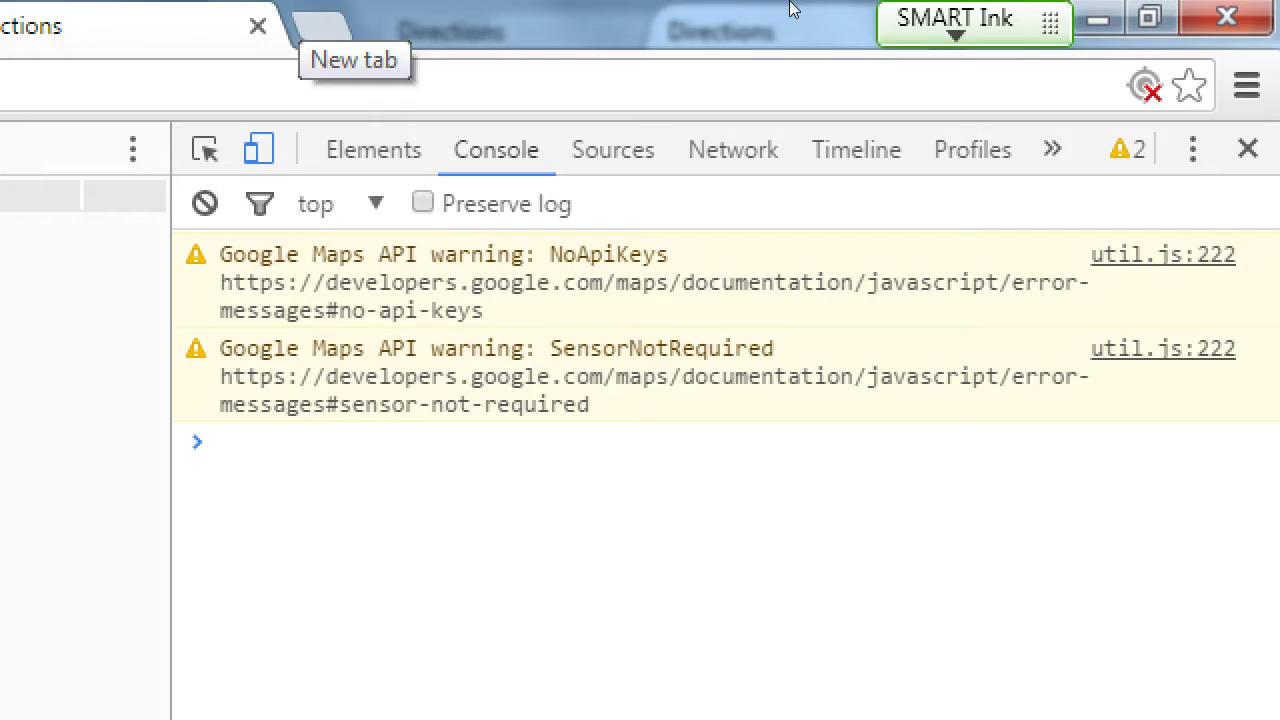 ctions
Directions
Directions
SMART Ink
New tab
Elements Console Sources Network Timeline Profiles » 2
top Preserve log
Google Maps API warning: NoApiKeys util.js:222
https://developers.google.com/maps/documentation/javascript/error-
messages#no-api-keys
Google Maps API warning: SensorNotRequired util.js:222
https://developers.google.com/maps/documentation/javascript/error-
messages#sensor-not-required
>